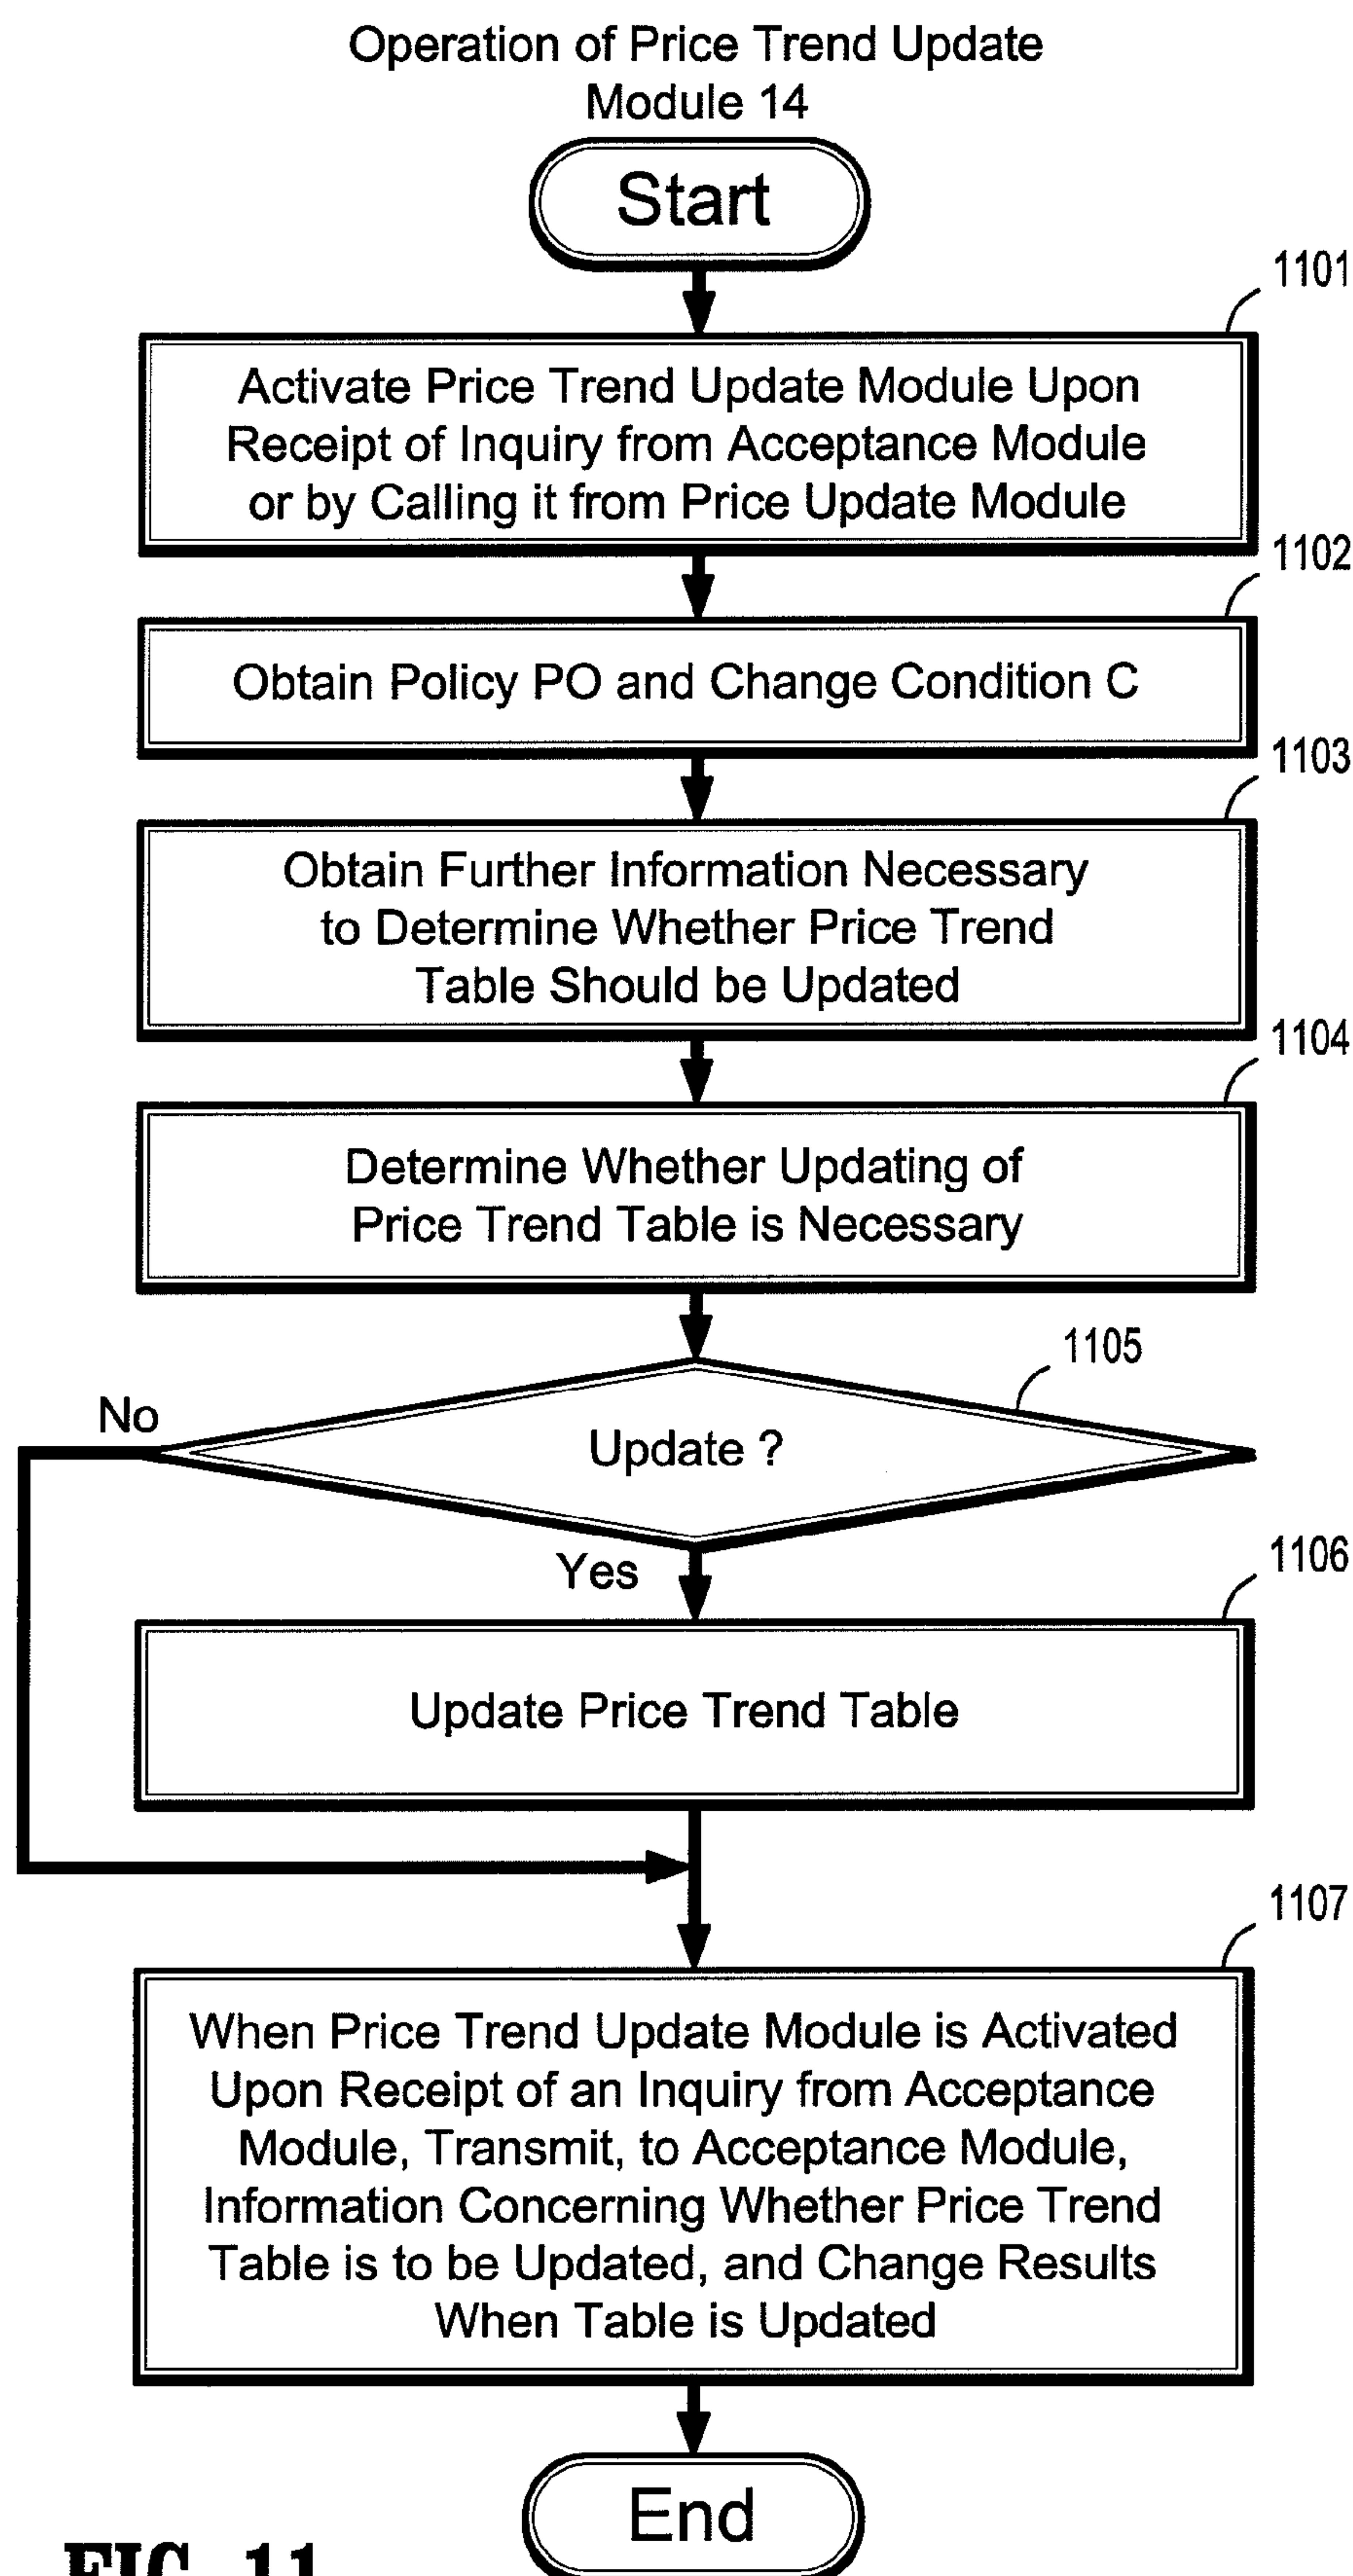 Operation of Price Trend Update
Module 14
Start
1101
Activate Price Trend Update Module Upon
Receipt of Inquiry from Acceptance Module
or by Calling it from Price Update Module
1102
Obtain Policy PO and Change Condition C
1103
Obtain Further Information Necessary
to Determine Whether Price Trend
Table Should be Updated
1104
Determine Whether Updating of
Price Trend Table is Necessary
1105
No
Update ?
Yes
1106
Update Price Trend Table
1107
When Price Trend Update Module is Activated
Upon Receipt of an Inquiry from Acceptance
Module, Transmit, to Acceptance Module,
Information Concerning Whether Price Trend
Table is to be Updated, and Change Results
When Table is Updated
End
FIG. 11